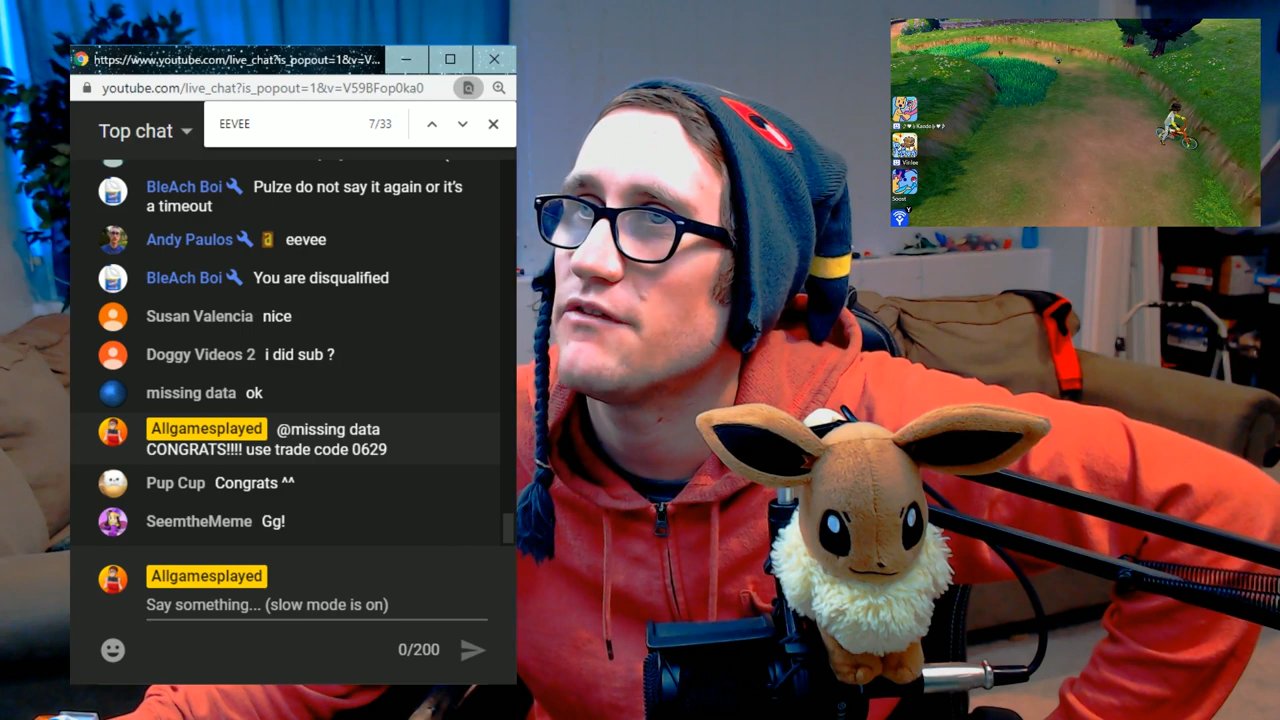 https://www.youtube.com/live_chat?is_popout=1&v=V...
youtube.com/live_chat?is_popout=1&v=V59BFop0ka0
Top chat
EEVEE 7/33
BleAch Boi Pulze do not say it again or it's
a timeout
Andy Paulos eevee
BleAch Boi You are disqualified
Susan Valencia nice
Doggy Videos 2 i did sub ?
missing data ok
Allgamesplayed @missing data
CONGRATS!!!! use trade code 0629
Pup Cup Congrats ^^
SeemtheMeme Gg!
Allgamesplayed
Say something... (slow mode is on)
0/200
Soost
Y